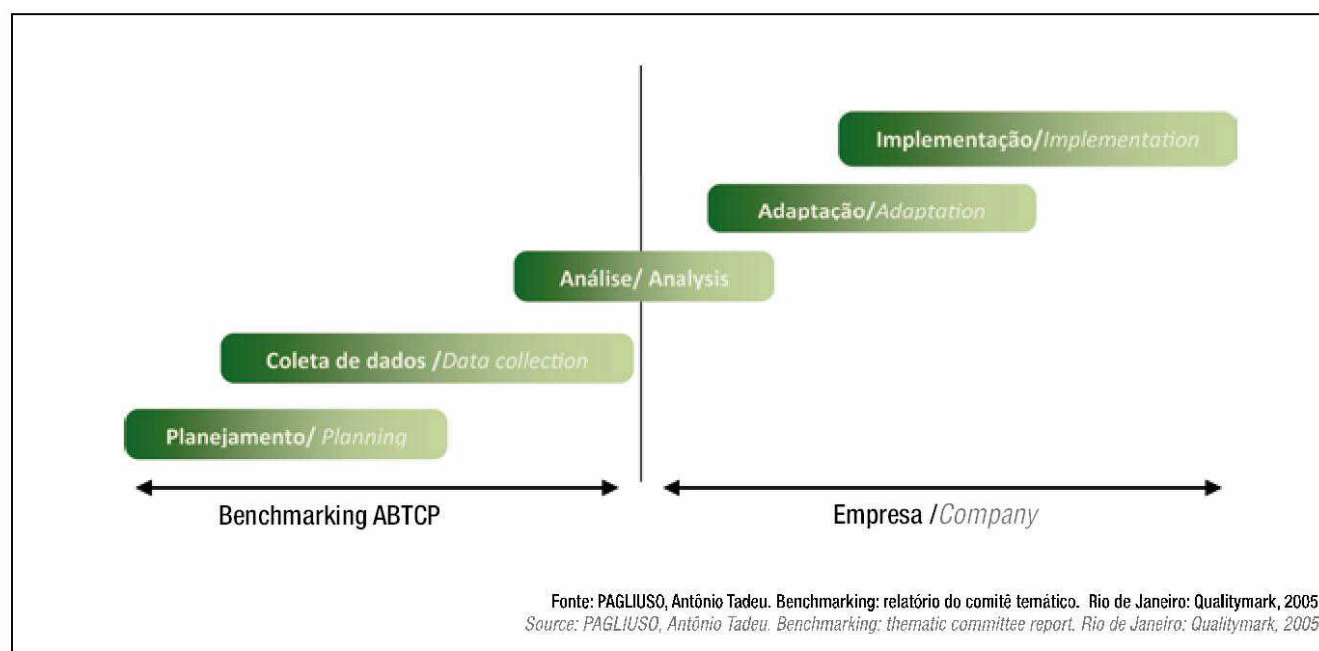 Implementação/Implementation
Adaptação/Adaptation
Análise/ Analysis
Coleta de dados /Data collection
Planejamento/ Planning
Benchmarking ABTCP
Empresa /Company
Fonte: PAGLIUSO, Antônio Tadeu. Benchmarking: relatório do comitê temático. Rio de Janeiro: Qualitymark, 2005
Source: PAGLIUSO, Antônio Tadeu. Benchmarking: thematic committee report. Rio de Janeiro: Qualitymark, 2005